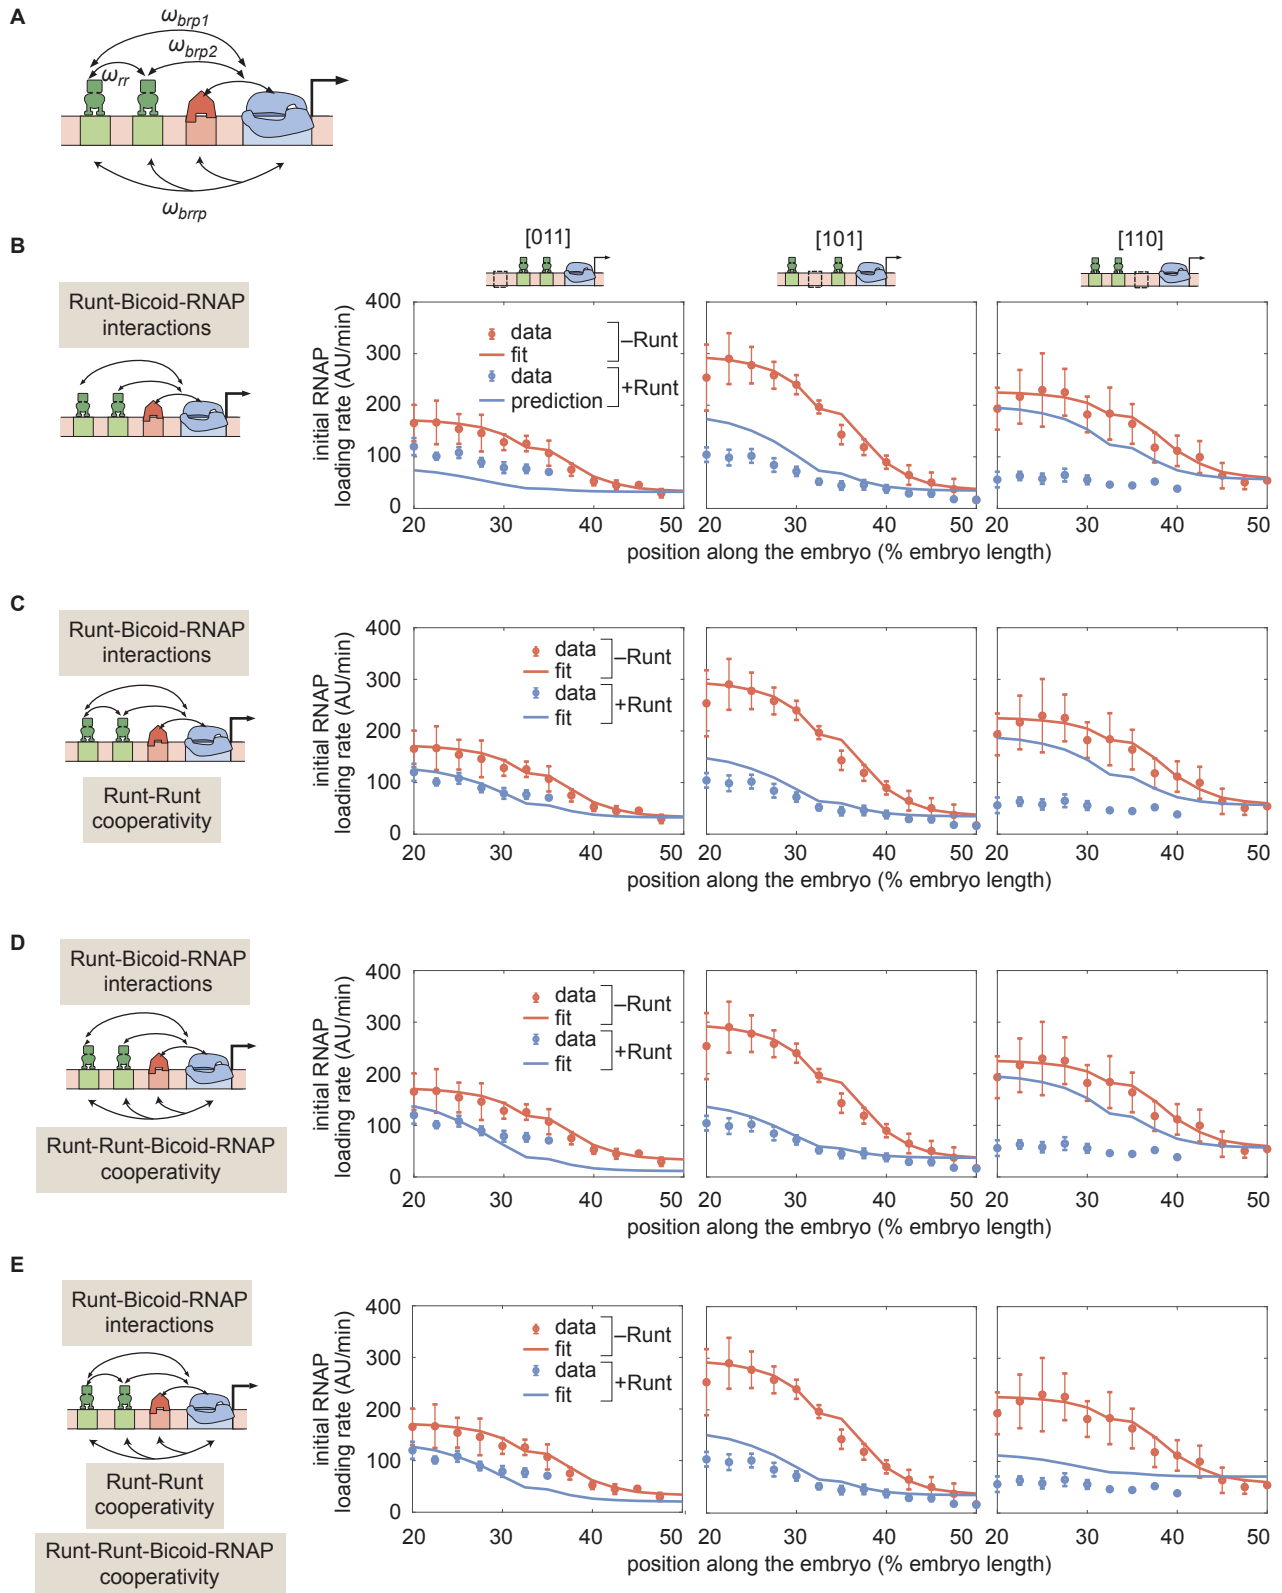 A
ω_brp1
ω_brp2
ω_rr
ω_brrp
B
[011]
[101]
[110]
Runt-Bicoid-RNAP
interactions
initial RNAP
loading rate (AU/min)
400
300
200
100
0
data
fit
–Runt
data
prediction
+Runt
20 30 40 50
20 30 40 50
20 30 40 50
position along the embryo (% embryo length)
C
Runt-Bicoid-RNAP
interactions
Runt-Runt
cooperativity
initial RNAP
loading rate (AU/min)
400
300
200
100
0
data
fit
–Runt
data
fit
+Runt
20 30 40 50
20 30 40 50
20 30 40 50
position along the embryo (% embryo length)
D
Runt-Bicoid-RNAP
interactions
Runt-Runt-Bicoid-RNAP
cooperativity
initial RNAP
loading rate (AU/min)
400
300
200
100
0
data
fit
–Runt
data
fit
+Runt
20 30 40 50
20 30 40 50
20 30 40 50
position along the embryo (% embryo length)
E
Runt-Bicoid-RNAP
interactions
Runt-Runt
cooperativity
Runt-Runt-Bicoid-RNAP
cooperativity
initial RNAP
loading rate (AU/min)
400
300
200
100
0
data
fit
–Runt
data
fit
+Runt
20 30 40 50
20 30 40 50
20 30 40 50
position along the embryo (% embryo length)